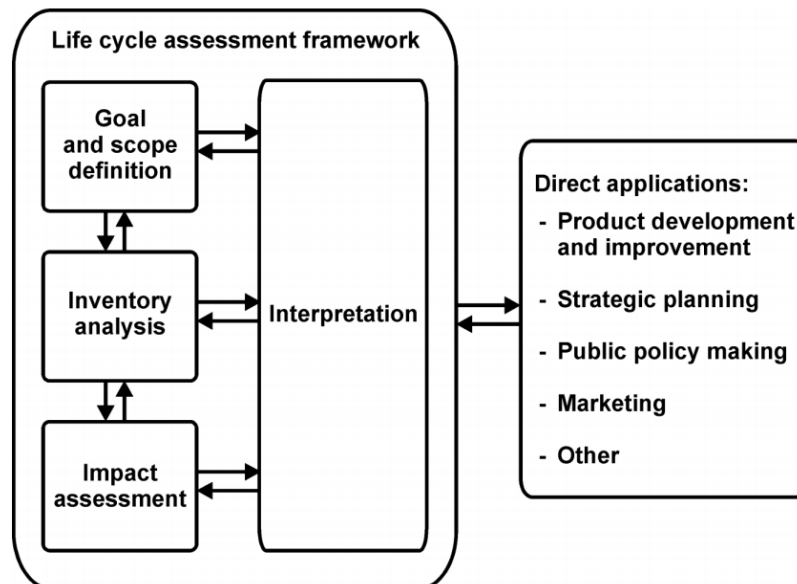 Life cycle assessment framework
Goal
and scope
definition
Inventory
analysis
Impact
assessment
Interpretation
Direct applications:
- Product development
and improvement
- Strategic planning
- Public policy making
- Marketing
- Other